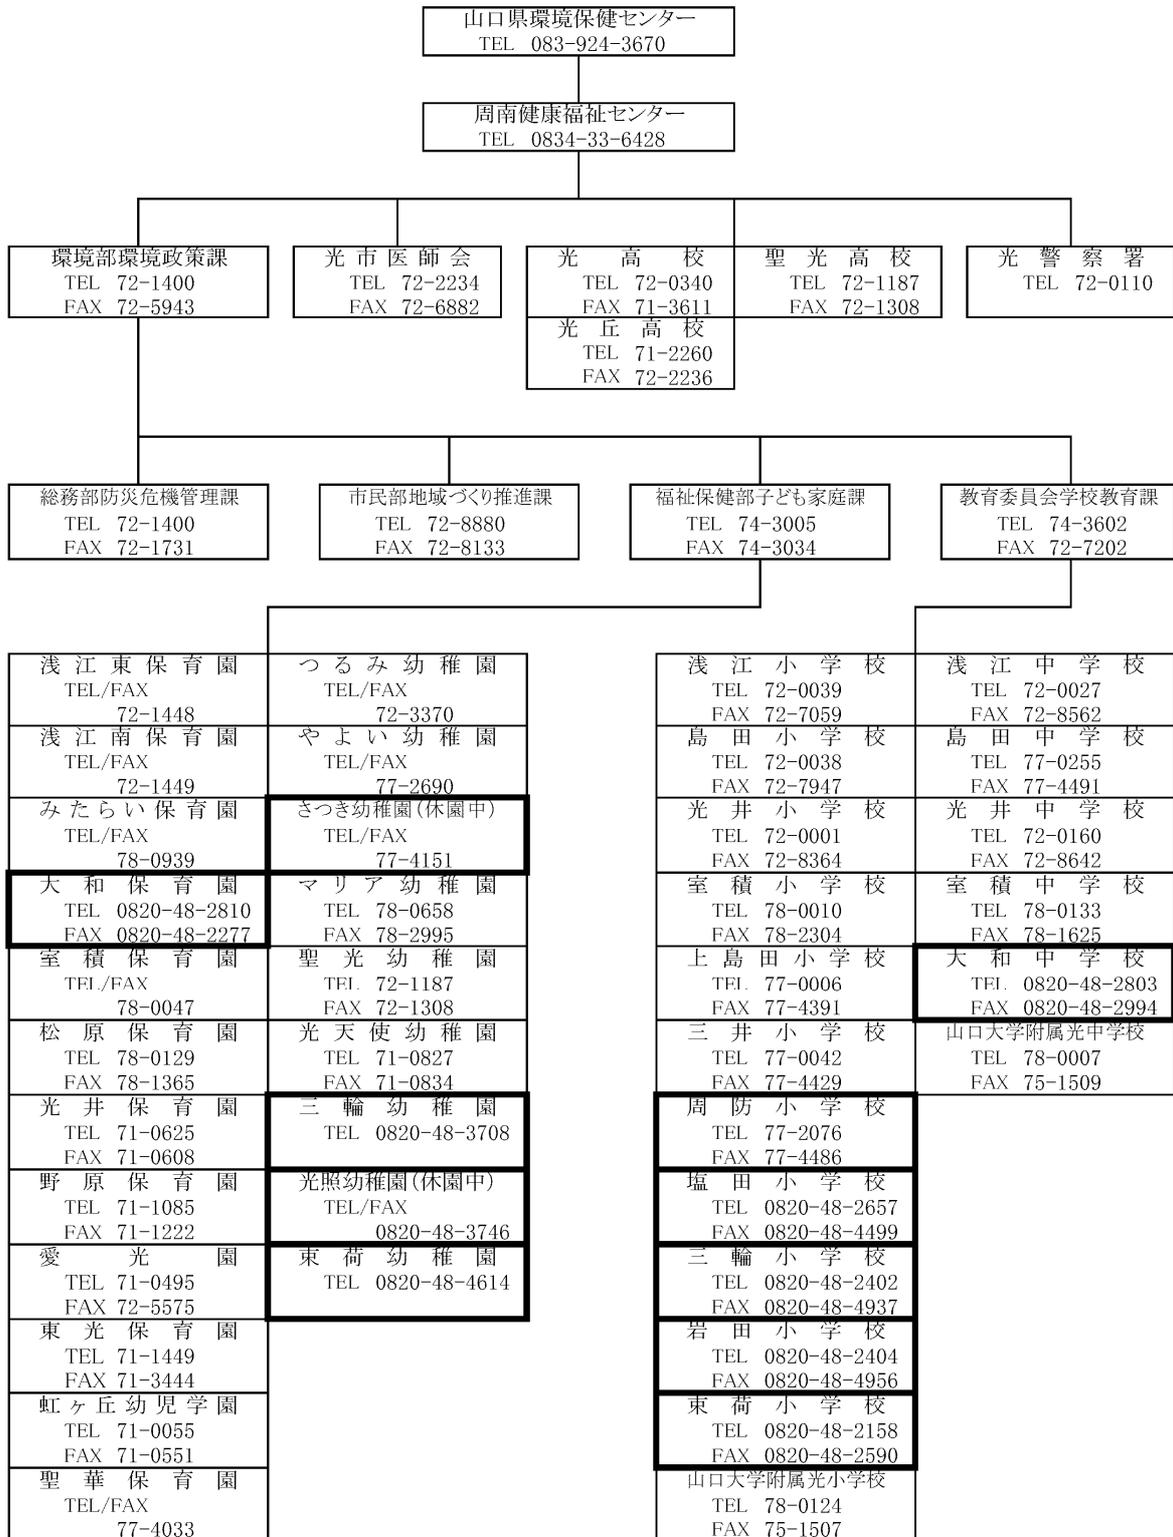 山口県環境保健センター
TEL 083-924-3670
周南健康福祉センター
TEL 0834-33-6428
環境部環境政策課
TEL 72-1400
FAX 72-5943
光市医師会
TEL 72-2234
FAX 72-6882
光高校
TEL 72-0340
FAX 71-3611
聖光高校
TEL 72-1187
FAX 72-1308
光警察署
TEL 72-0110
光丘高校
TEL 71-2260
FAX 72-2236
総務部防災危機管理課
TEL 72-1400
FAX 72-1731
市民部地域づくり推進課
TEL 72-8880
FAX 72-8133
福祉保健部子ども家庭課
TEL 74-3005
FAX 74-3034
教育委員会学校教育課
TEL 74-3602
FAX 72-7202
浅江東保育園
TEL/FAX
72-1448
浅江南保育園
TEL/FAX
72-1449
みたらい保育園
TEL/FAX
78-0939
大和保育園
TEL 0820-48-2810
FAX 0820-48-2277
室積保育園
TEL/FAX
78-0047
松原保育園
TEL 78-0129
FAX 78-1365
光井保育園
TEL 71-0625
FAX 71-0608
野原保育園
TEL 71-1085
FAX 71-1222
愛光園
TEL 71-0495
FAX 72-5575
東光保育園
TEL 71-1449
FAX 71-3444
虹ヶ丘幼児学園
TEL 71-0055
FAX 71-0551
聖華保育園
TEL/FAX
77-4033
つるみ幼稚園
TEL/FAX
72-3370
やよい幼稚園
TEL/FAX
77-2690
さつき幼稚園(休園中)
TEL/FAX
77-4151
マリア幼稚園
TEL 78-0658
FAX 78-2995
聖光幼稚園
TEL 72-1187
FAX 72-1308
光天使幼稚園
TEL 71-0827
FAX 71-0834
三輪幼稚園
TEL 0820-48-3708
光照幼稚園(休園中)
TEL/FAX
0820-48-3746
束荷幼稚園
TEL 0820-48-4614
浅江小学校
TEL 72-0039
FAX 72-7059
島田小学校
TEL 72-0038
FAX 72-7947
光井小学校
TEL 72-0001
FAX 72-8364
室積小学校
TEL 78-0010
FAX 78-2304
上島田小学校
TEL 77-0006
FAX 77-4391
三井小学校
TEL 77-0042
FAX 77-4429
周防小学校
TEL 77-2076
FAX 77-4486
塩田小学校
TEL 0820-48-2657
FAX 0820-48-4499
三輪小学校
TEL 0820-48-2402
FAX 0820-48-4937
岩田小学校
TEL 0820-48-2404
FAX 0820-48-4956
束荷小学校
TEL 0820-48-2158
FAX 0820-48-2590
山口大学附属光小学校
TEL 78-0124
FAX 75-1507
浅江中学校
TEL 72-0027
FAX 72-8562
島田中学校
TEL 77-0255
FAX 77-4491
光井中学校
TEL 72-0160
FAX 72-8642
室積中学校
TEL 78-0133
FAX 78-1625
大和中学校
TEL 0820-48-2803
FAX 0820-48-2994
山口大学附属光中学校
TEL 78-0007
FAX 75-1509